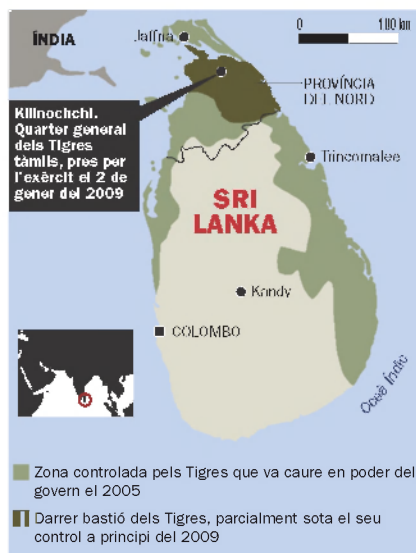 ÍNDIA
Jaffna
0 100 km
PROVÍNCIA
DEL NORD
Kilinochchi.
Quarter general
dels Tigres
tàmils, pres per
l'exèrcit el 2 de
gener del 2009
Trincomalee
SRI
LANKA
Kandy
COLOMBO
Oceà Índic
Zona controlada pels Tigres que va caure en poder del
govern el 2005
Darrer bastió dels Tigres, parcialment sota el seu
control a principi del 2009